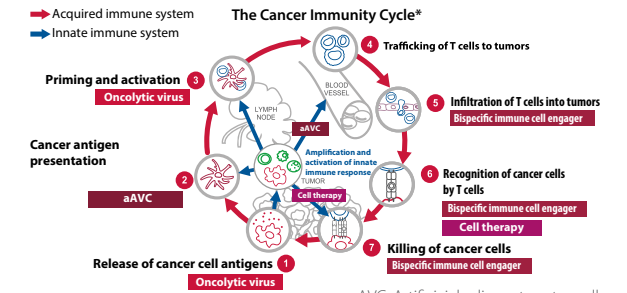 Acquired immune system
Innate immune system
The Cancer Immunity Cycle*
4 Trafficking of T cells to tumors
Priming and activation 3
Oncolytic virus
BLOOD
VESSEL
LYMPH
NODE
5 Infiltration of T cells into tumors
Bispecific immune cell engager
aAVC
Cancer antigen
presentation
Amplification and
activation of innate
immune response
TUMOR
2
aAVC
Cell therapy
6 Recognition of cancer cells
by T cells
Bispecific immune cell engager
Cell therapy
7 Killing of cancer cells
Bispecific immune cell engager
Release of cancer cell antigens 1
Oncolytic virus